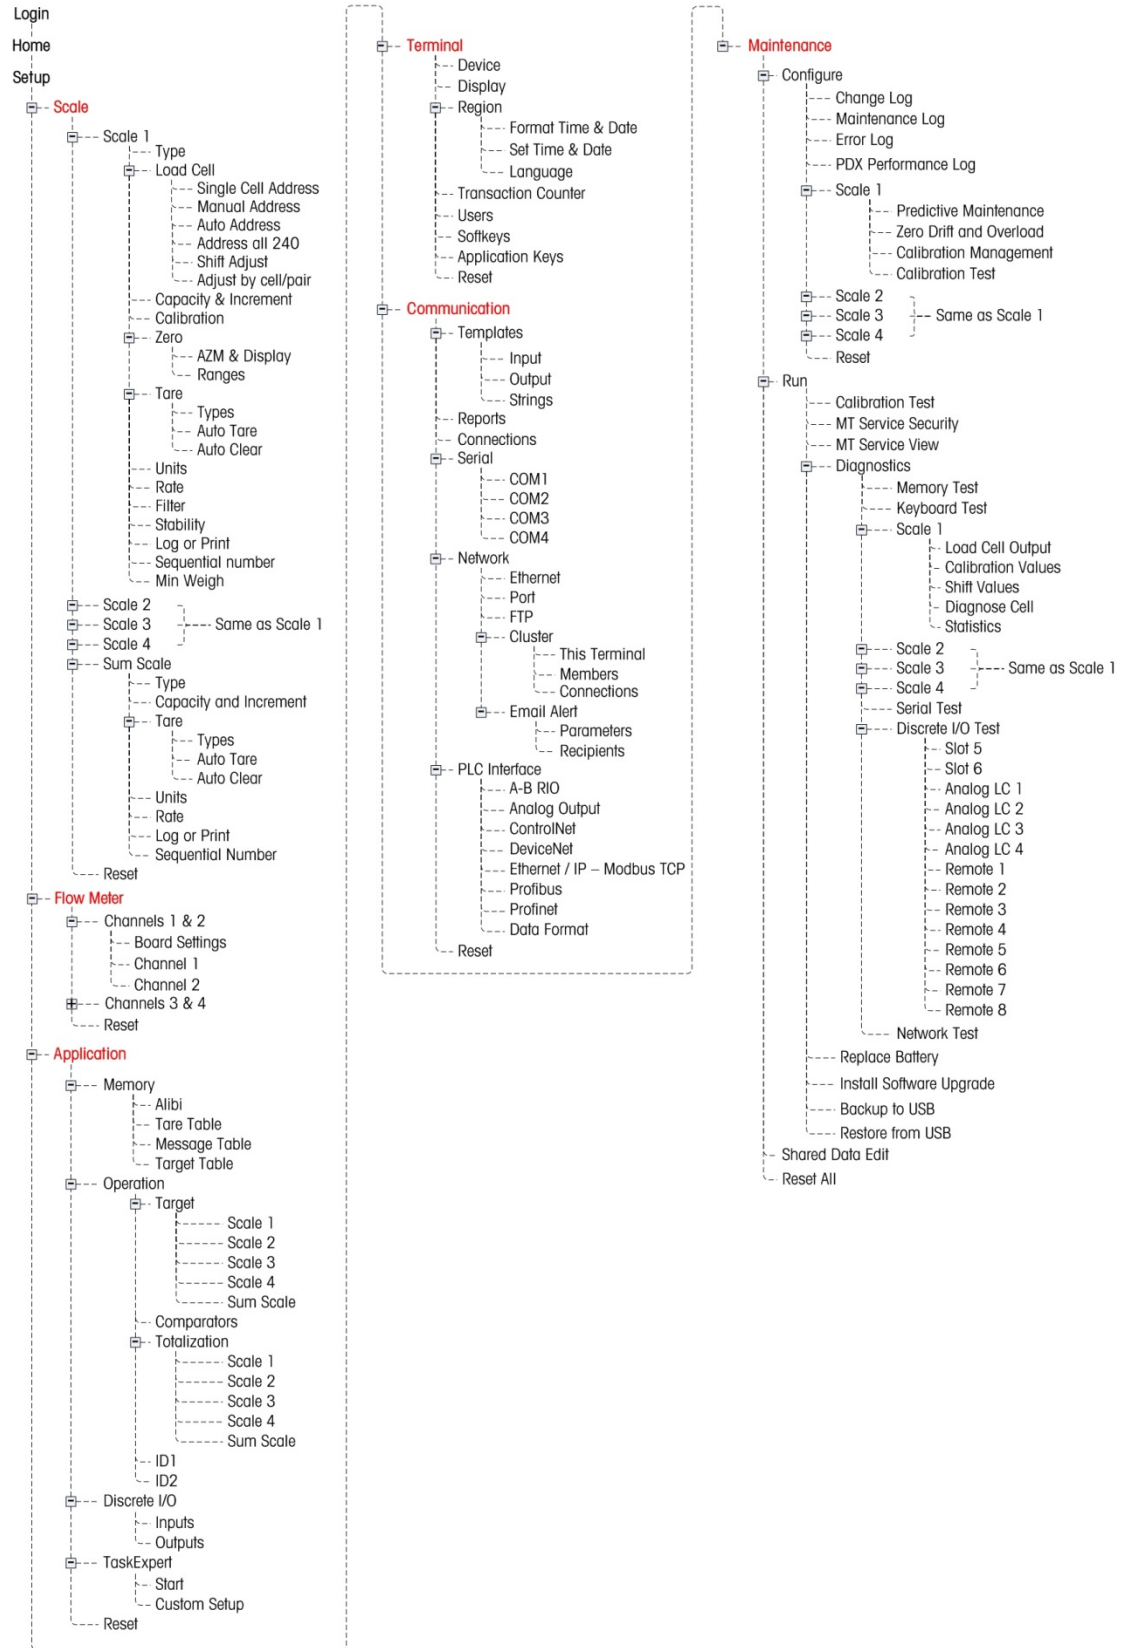 Login
Home
Setup
Scale
Scale 1
Type
Load Cell
Single Cell Address
Manual Address
Auto Address
Address all 240
Shift Adjust
Adjust by cell/pair
Capacity & Increment
Calibration
Zero
AZM & Display
Ranges
Tare
Types
Auto Tare
Auto Clear
Units
Rate
Filter
Stability
Log or Print
Sequential number
Min Weigh
Scale 2
Scale 3 Same as Scale 1
Scale 4
Sum Scale
Type
Capacity and Increment
Tare
Types
Auto Tare
Auto Clear
Units
Rate
Log or Print
Sequential Number
Reset
Flow Meter
Channels 1 & 2
Board Settings
Channel 1
Channel 2
Channels 3 & 4
Reset
Application
Memory
Alibi
Tare Table
Message Table
Target Table
Operation
Target
Scale 1
Scale 2
Scale 3
Scale 4
Sum Scale
Comparators
Totalization
Scale 1
Scale 2
Scale 3
Scale 4
Sum Scale
ID1
ID2
Discrete I/O
Inputs
Outputs
TaskExpert
Start
Custom Setup
Reset
Terminal
Device
Display
Region
Format Time & Date
Set Time & Date
Language
Transaction Counter
Users
Softkeys
Application Keys
Reset
Communication
Templates
Input
Output
Strings
Reports
Connections
Serial
COM1
COM2
COM3
COM4
Network
Ethernet
Port
FTP
Cluster
This Terminal
Members
Connections
Email Alert
Parameters
Recipients
PLC Interface
A-B RIO
Analog Output
ControlNet
DeviceNet
Ethernet / IP – Modbus TCP
Profibus
Profinet
Data Format
Reset
Maintenance
Configure
Change Log
Maintenance Log
Error Log
PDX Performance Log
Scale 1
Predictive Maintenance
Zero Drift and Overload
Calibration Management
Calibration Test
Scale 2
Scale 3 Same as Scale 1
Scale 4
Reset
Run
Calibration Test
MT Service Security
MT Service View
Diagnostics
Memory Test
Keyboard Test
Scale 1
Load Cell Output
Calibration Values
Shift Values
Diagnose Cell
Statistics
Scale 2
Scale 3 Same as Scale 1
Scale 4
Serial Test
Discrete I/O Test
Slot 5
Slot 6
Analog LC 1
Analog LC 2
Analog LC 3
Analog LC 4
Remote 1
Remote 2
Remote 3
Remote 4
Remote 5
Remote 6
Remote 7
Remote 8
Network Test
Replace Battery
Install Software Upgrade
Backup to USB
Restore from USB
Shared Data Edit
Reset All